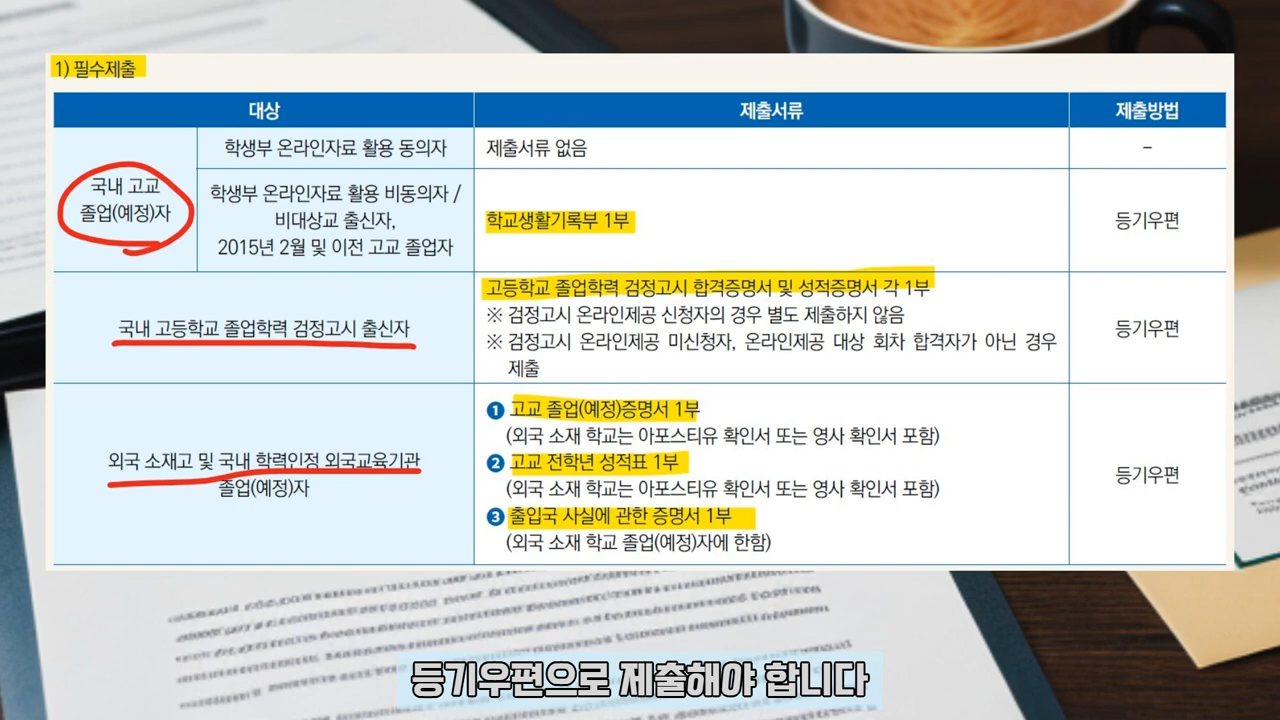 1) 필수제출
대상
제출서류
제출방법
국내 고교
졸업(예정)자
학생부 온라인자료 활용 동의자
제출서류 없음
–
학생부 온라인자료 활용 비동의자 /
비대상교 출신자,
2015년 2월 및 이전 고교 졸업자
학교생활기록부 1부
등기우편
국내 고등학교 졸업학력 검정고시 출신자
고등학교 졸업학력 검정고시 합격증명서 및 성적증명서 각 1부
※ 검정고시 온라인제공 신청자의 경우 별도 제출하지 않음
※ 검정고시 온라인제공 미신청자, 온라인제공 대상 회차 합격자가 아닌 경우
제출
등기우편
외국 소재고 및 국내 학력인정 외국교육기관
졸업(예정)자
❶ 고교 졸업(예정)증명서 1부
(외국 소재 학교는 아포스티유 확인서 또는 영사 확인서 포함)
❷ 고교 전학년 성적표 1부
(외국 소재 학교는 아포스티유 확인서 또는 영사 확인서 포함)
❸ 출입국 사실에 관한 증명서 1부
(외국 소재 학교 졸업(예정)자에 한함)
등기우편
등기우편으로 제출해야 합니다